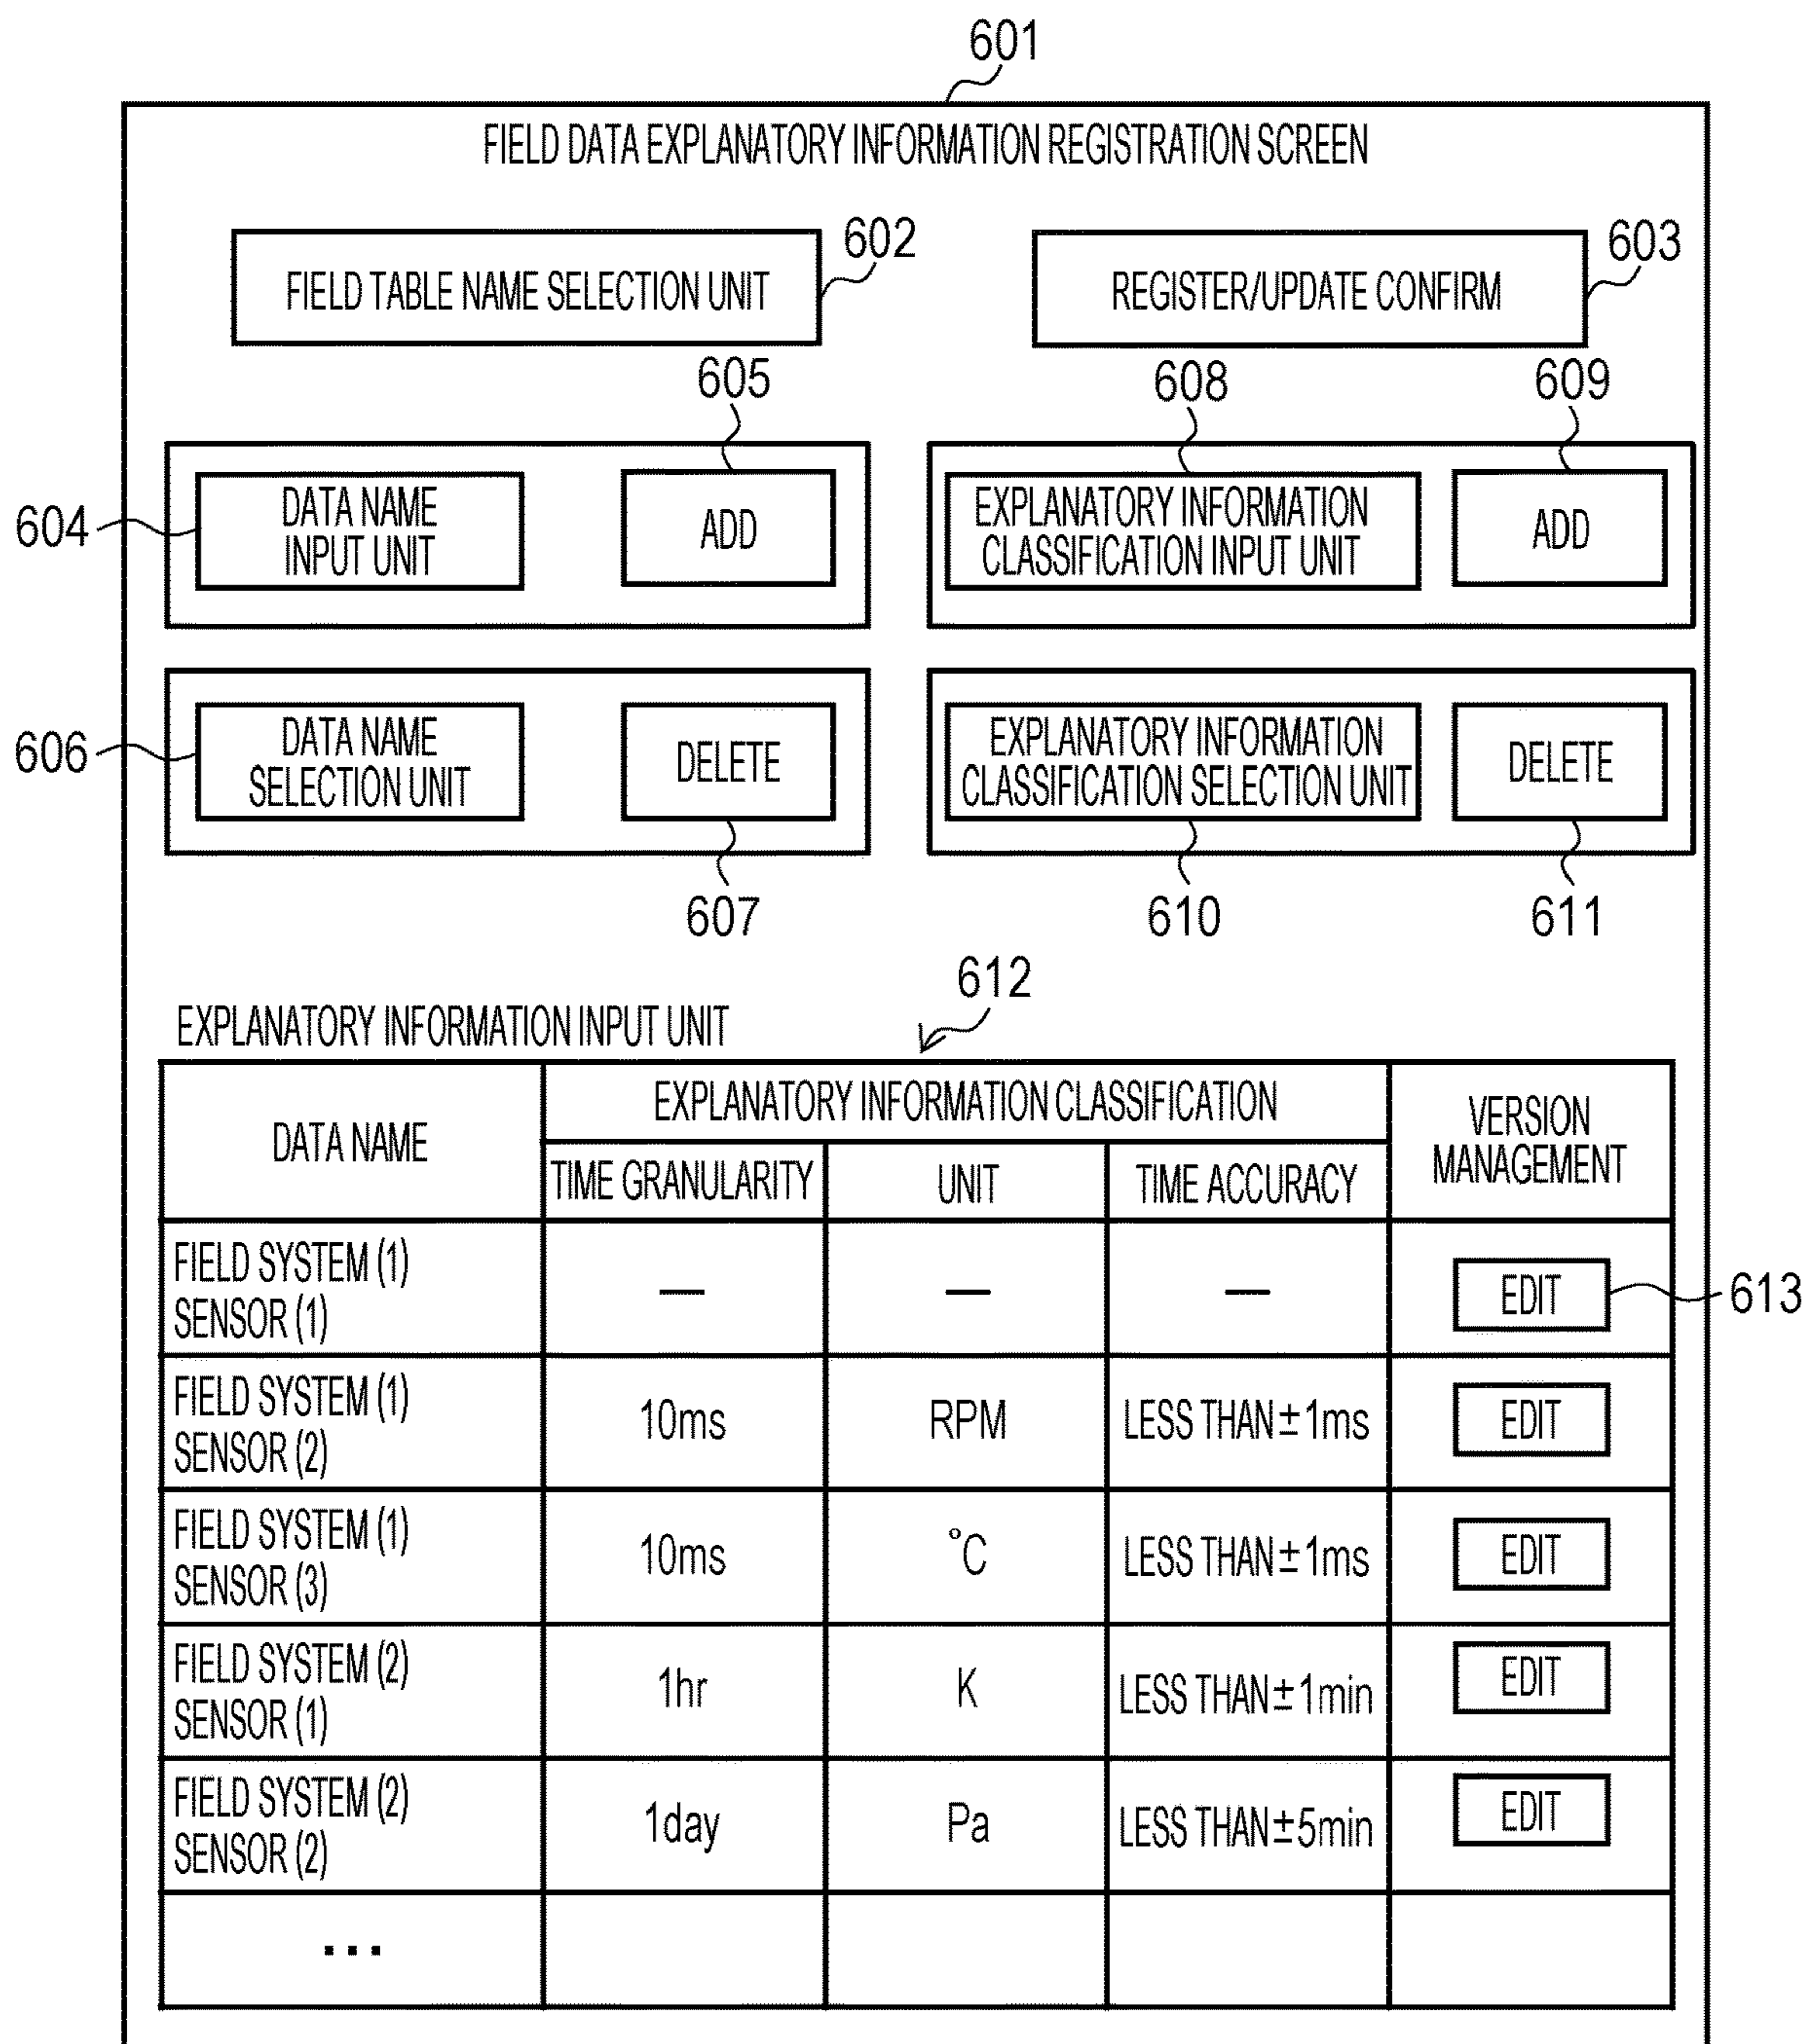 601
FIELD DATA EXPLANATORY INFORMATION REGISTRATION SCREEN
602
603
FIELD TABLE NAME SELECTION UNIT
REGISTER/UPDATE CONFIRM
605
608
609
604
DATA NAME
INPUT UNIT
ADD
EXPLANATORY INFORMATION
CLASSIFICATION INPUT UNIT
ADD
606
DATA NAME
SELECTION UNIT
DELETE
EXPLANATORY INFORMATION
CLASSIFICATION SELECTION UNIT
DELETE
607
610
611
612
EXPLANATORY INFORMATION INPUT UNIT
DATA NAME
EXPLANATORY INFORMATION CLASSIFICATION
VERSION
MANAGEMENT
TIME GRANULARITY
UNIT
TIME ACCURACY
FIELD SYSTEM (1)
SENSOR (1)
—
—
—
EDIT
613
FIELD SYSTEM (1)
SENSOR (2)
10ms
RPM
LESS THAN ± 1ms
EDIT
FIELD SYSTEM (1)
SENSOR (3)
10ms
°C
LESS THAN ± 1ms
EDIT
FIELD SYSTEM (2)
SENSOR (1)
1hr
K
LESS THAN ± 1min
EDIT
FIELD SYSTEM (2)
SENSOR (2)
1day
Pa
LESS THAN ± 5min
EDIT
...